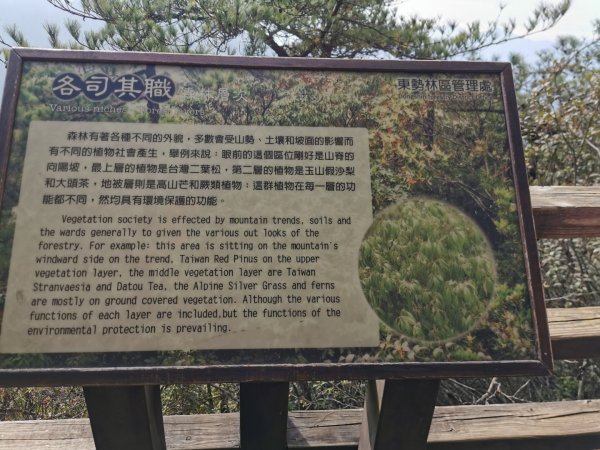 各司其職
東勢林區管理處
Various niches
森林有著各種不同的外貌，多數會受山勢、土壤和坡面的影響而
有不同的植物社會產生，舉例來說：眼前的這個區位剛好是山脊的
向陽坡，最上層的植物是台灣二葉松，第二層的植物是玉山假沙梨
和大頭茶，地被層則是高山芒和蕨類植物；這群植物在每一層的功
能都不同，然均具有環境保護的功能。
Vegetation society is effected by mountain trends, soils and
the wards generally to given the various out looks of the
forestry. For example: this area is sitting on the mountain's
windward side on the trend, Taiwan Red Pinus on the upper
vegetation layer, the middle vegetation layer are Taiwan
Stranvaesia and Datou Tea, the Alpine Silver Grass and ferns
are mostly on ground covered vegetation. Although the various
functions of each layer are included,but the functions of the
environmental protection is prevailing.